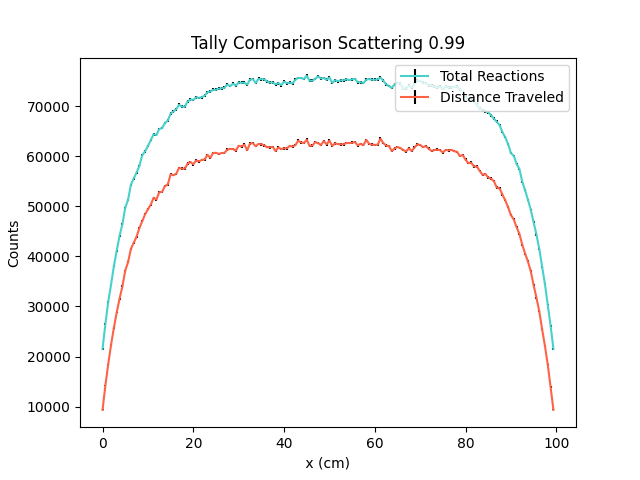 Tally Comparison Scattering 0.99
Total Reactions
Distance Traveled
Counts
70000
60000
50000
40000
30000
20000
10000
0 20 40 60 80 100
x (cm)